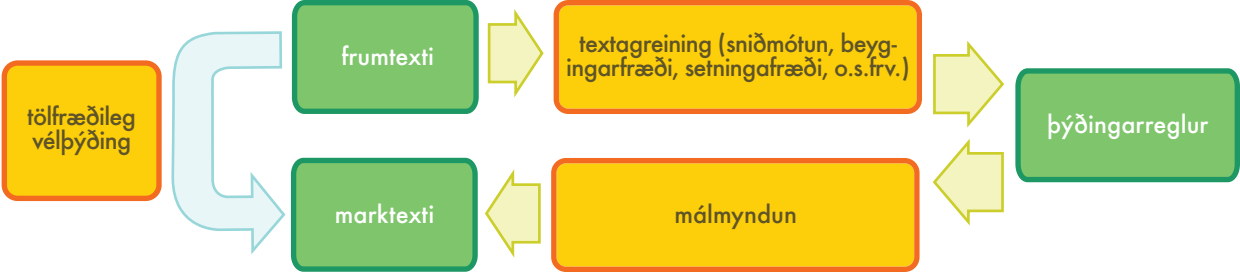 tölfræðileg
vélþýðing
frumtexti
textagreining (sniðmótun, beyg-
ingarfræði, setningafræði, o.s.frv.)
þýðingarreglur
málmyndun
marktexti